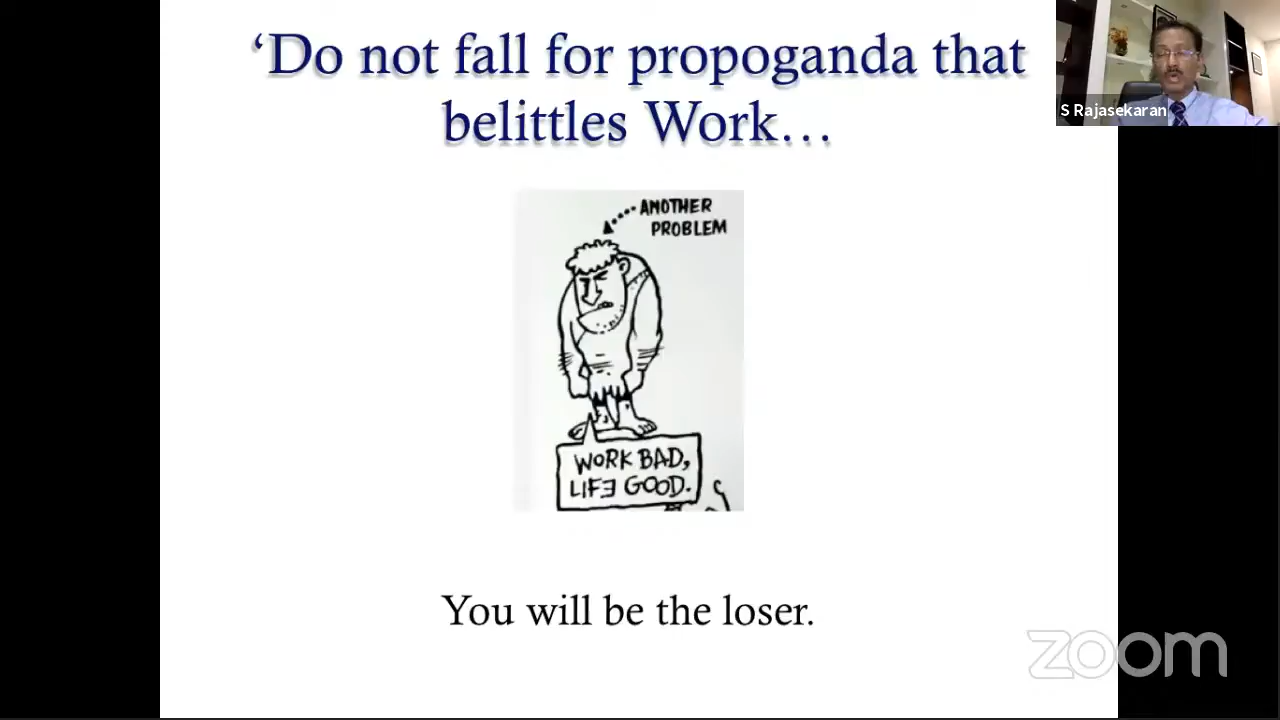 ‘Do not fall for propoganda that
belittles Work…
S Rajasekaran
ANOTHER
PROBLEM
WORK BAD,
LIFE GOOD.
You will be the loser.
zoom